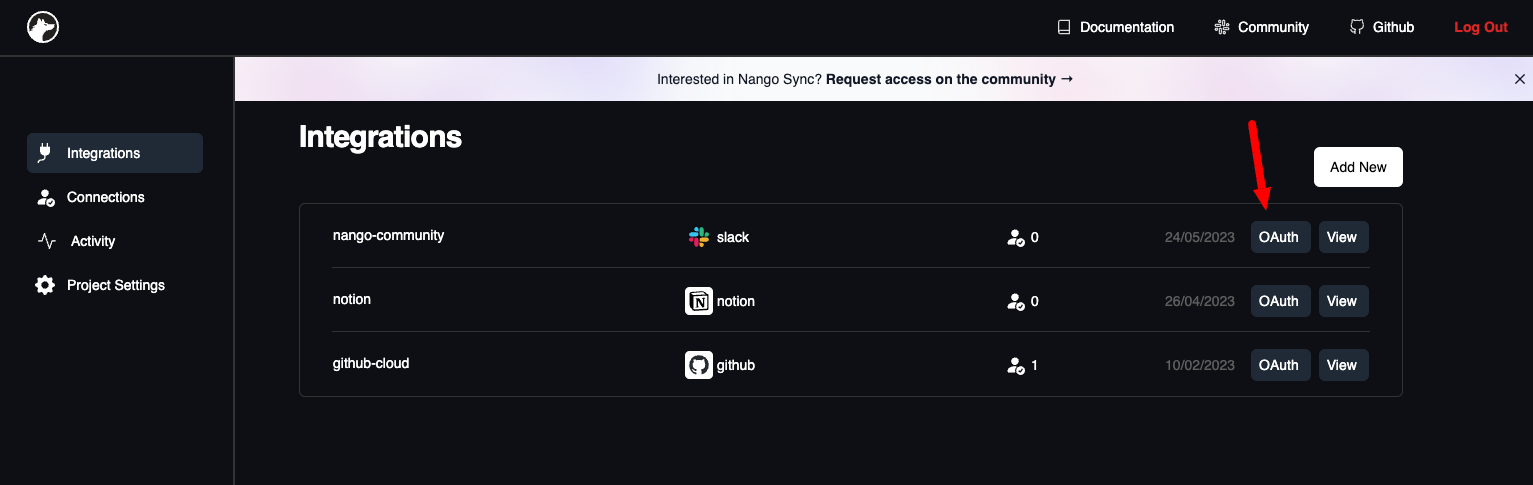 Documentation
Community
Github
Log Out
Interested in Nango Sync? Request access on the community →
Integrations
Connections
Activity
Project Settings
Integrations
Add New
nango-community slack 0 24/05/2023 OAuth View
notion notion 0 26/04/2023 OAuth View
github-cloud github 1 10/02/2023 OAuth View